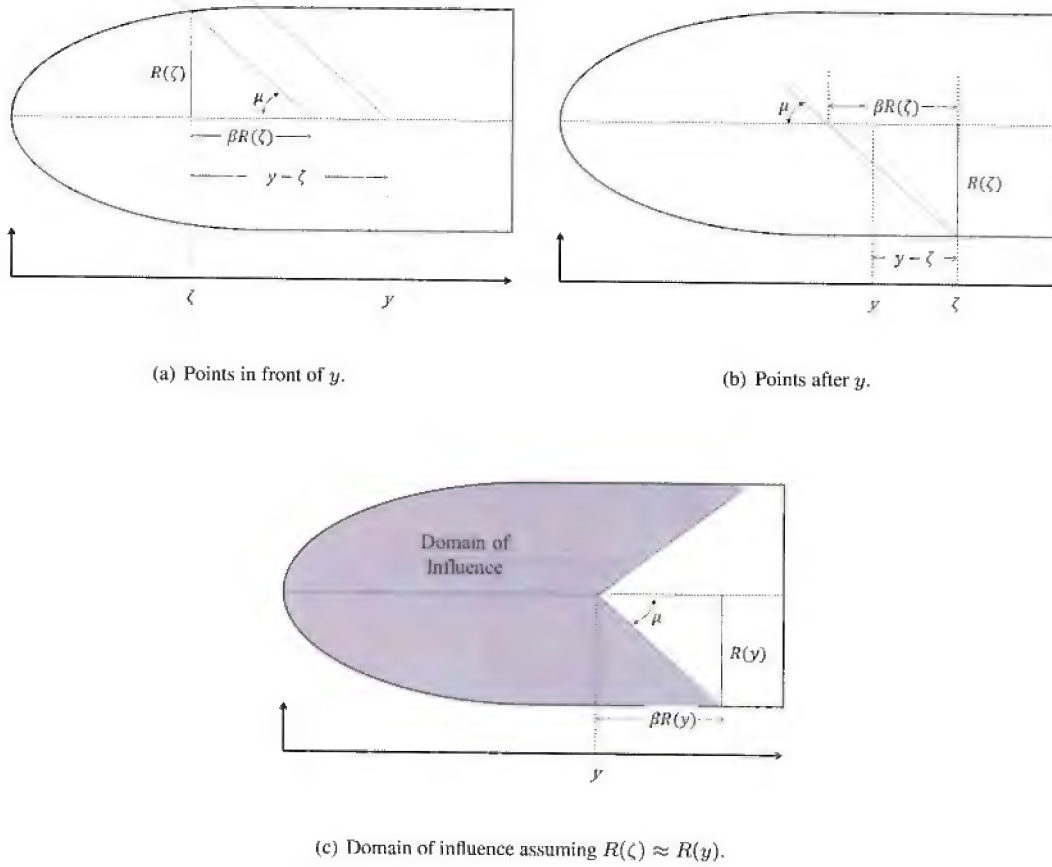 R(ζ)
μ
βR(ζ)
y − ζ
ζ
y
(a) Points in front of y.
μ
βR(ζ)
R(ζ)
y − ζ
y
ζ
(b) Points after y.
Domain of
Influence
μ
R(y)
βR(y)
y
(c) Domain of influence assuming R(ζ) ≈ R(y).